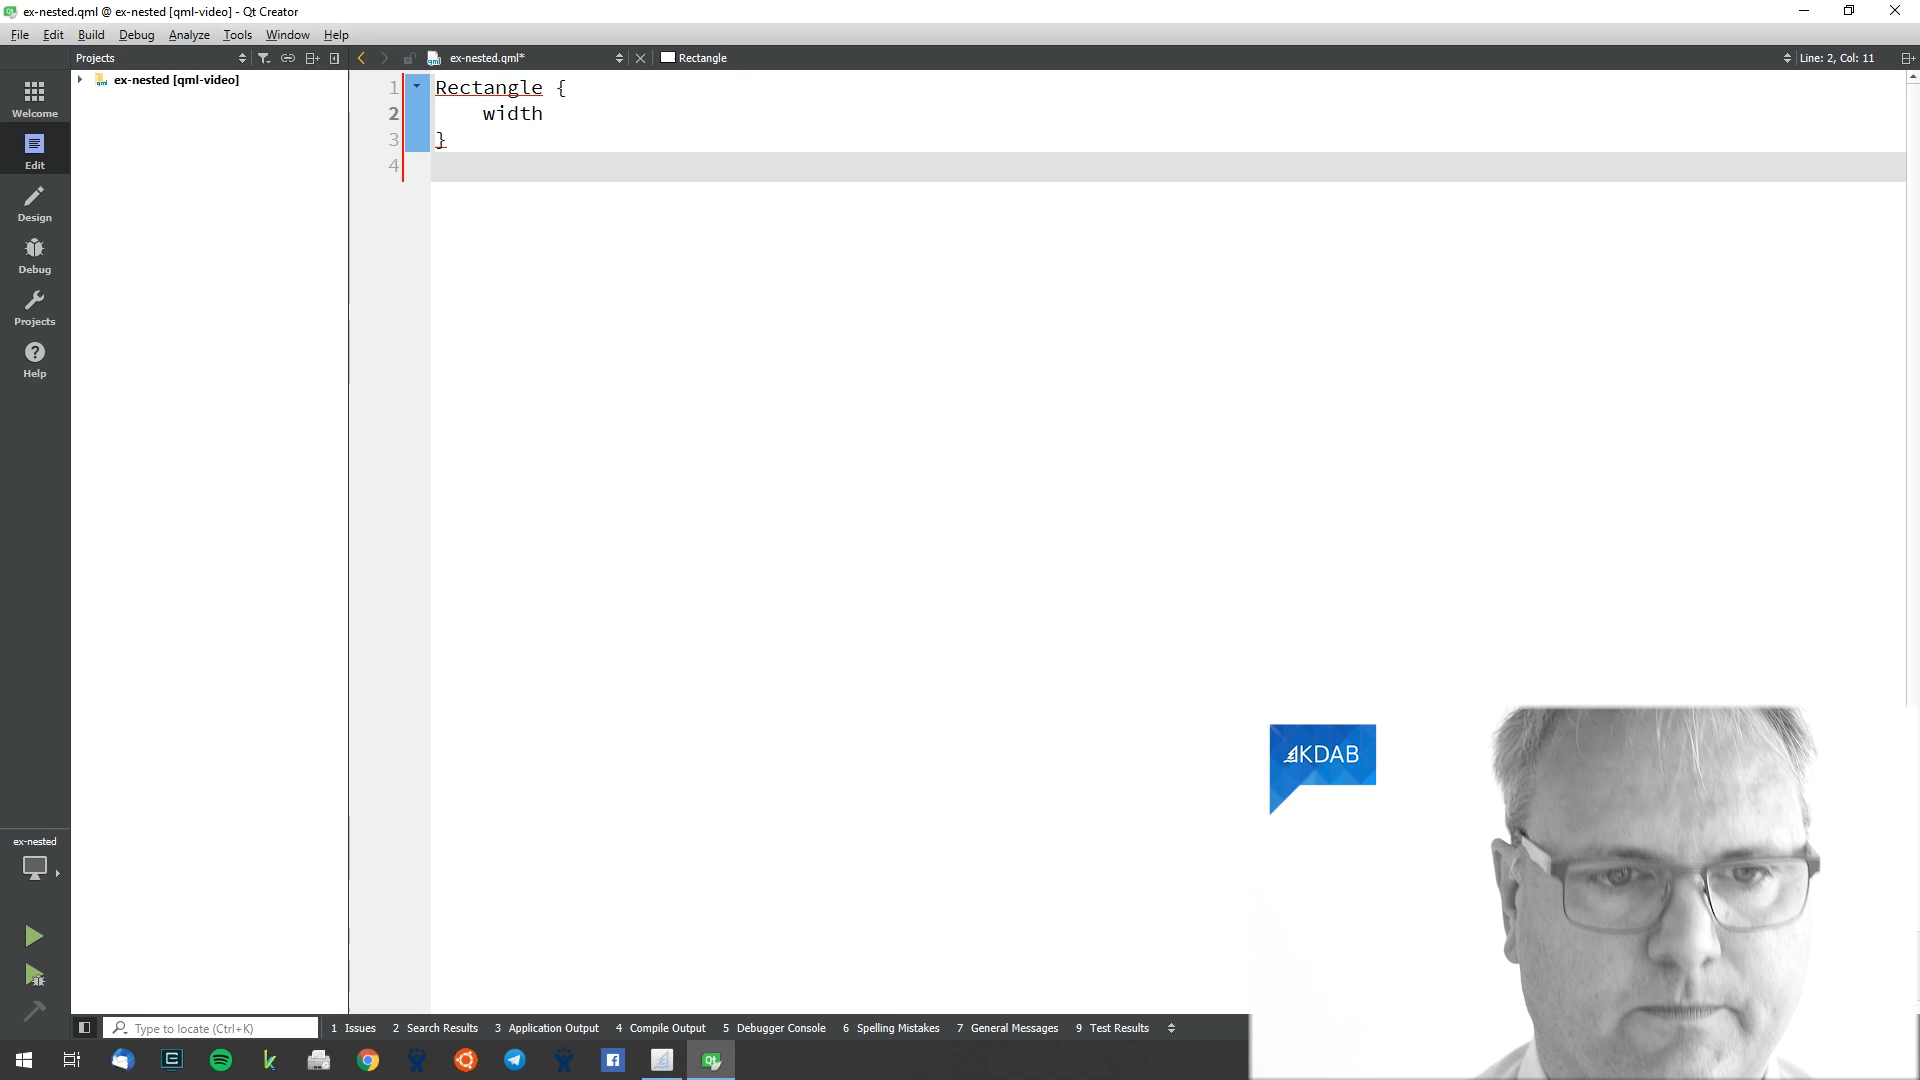 ex-nested.qml @ ex-nested [qml-video] - Qt Creator
File Edit Build Debug Analyze Tools Window Help
Projects ex-nested.qml* Rectangle Line: 2, Col: 11
ex-nested [qml-video]
Welcome
Edit
Design
Debug
Projects
Help
1 Rectangle {
2 width
3 }
4
KDAB
ex-nested
Type to locate (Ctrl+K) 1 Issues 2 Search Results 3 Application Output 4 Compile Output 5 Debugger Console 6 Spelling Mistakes 7 General Messages 9 Test Results